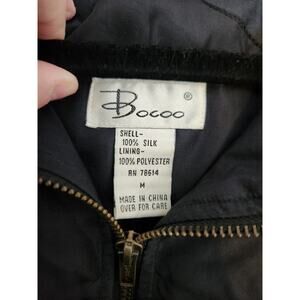 Bocoo®
SHELL-
100% SILK
LINING-
100% POLYESTER
RN 78614
M
MADE IN CHINA
OVER FOR CARE